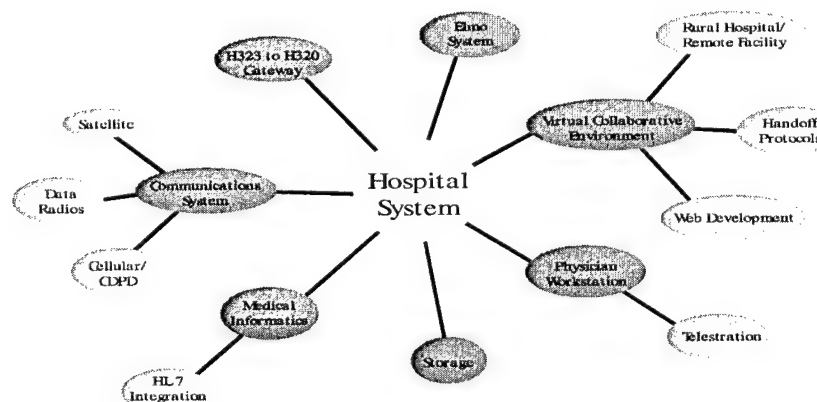 H323 to H320
Gateway
Elmo
System
Rural Hospital/
Remote Facility
Satellite
Virtual Collaborative
Environment
Handoff
Protocols
Data
Radios
Communications
System
Hospital
System
Web Development
Cellular/
CDPD
Physician
Workstation
Medical
Informatics
Telestration
Storage
HL7
Integration